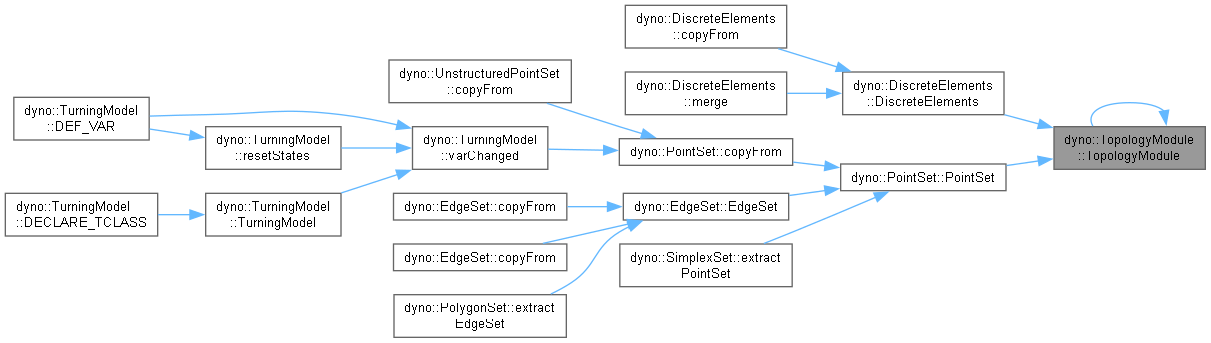 dyno::DiscreteElements
::copyFrom
dyno::UnstructuredPointSet
::copyFrom
dyno::DiscreteElements
::merge
dyno::DiscreteElements
::DiscreteElements
dyno::TurningModel
::DEF_VAR
dyno::TurningModel
::resetStates
dyno::TurningModel
::varChanged
dyno::PointSet::copyFrom
dyno::TopologyModule
::TopologyModule
dyno::PointSet::PointSet
dyno::TurningModel
::DECLARE_TCLASS
dyno::TurningModel
::TurningModel
dyno::EdgeSet::copyFrom
dyno::EdgeSet::EdgeSet
dyno::EdgeSet::copyFrom
dyno::SimplexSet::extract
PointSet
dyno::PolygonSet::extract
EdgeSet